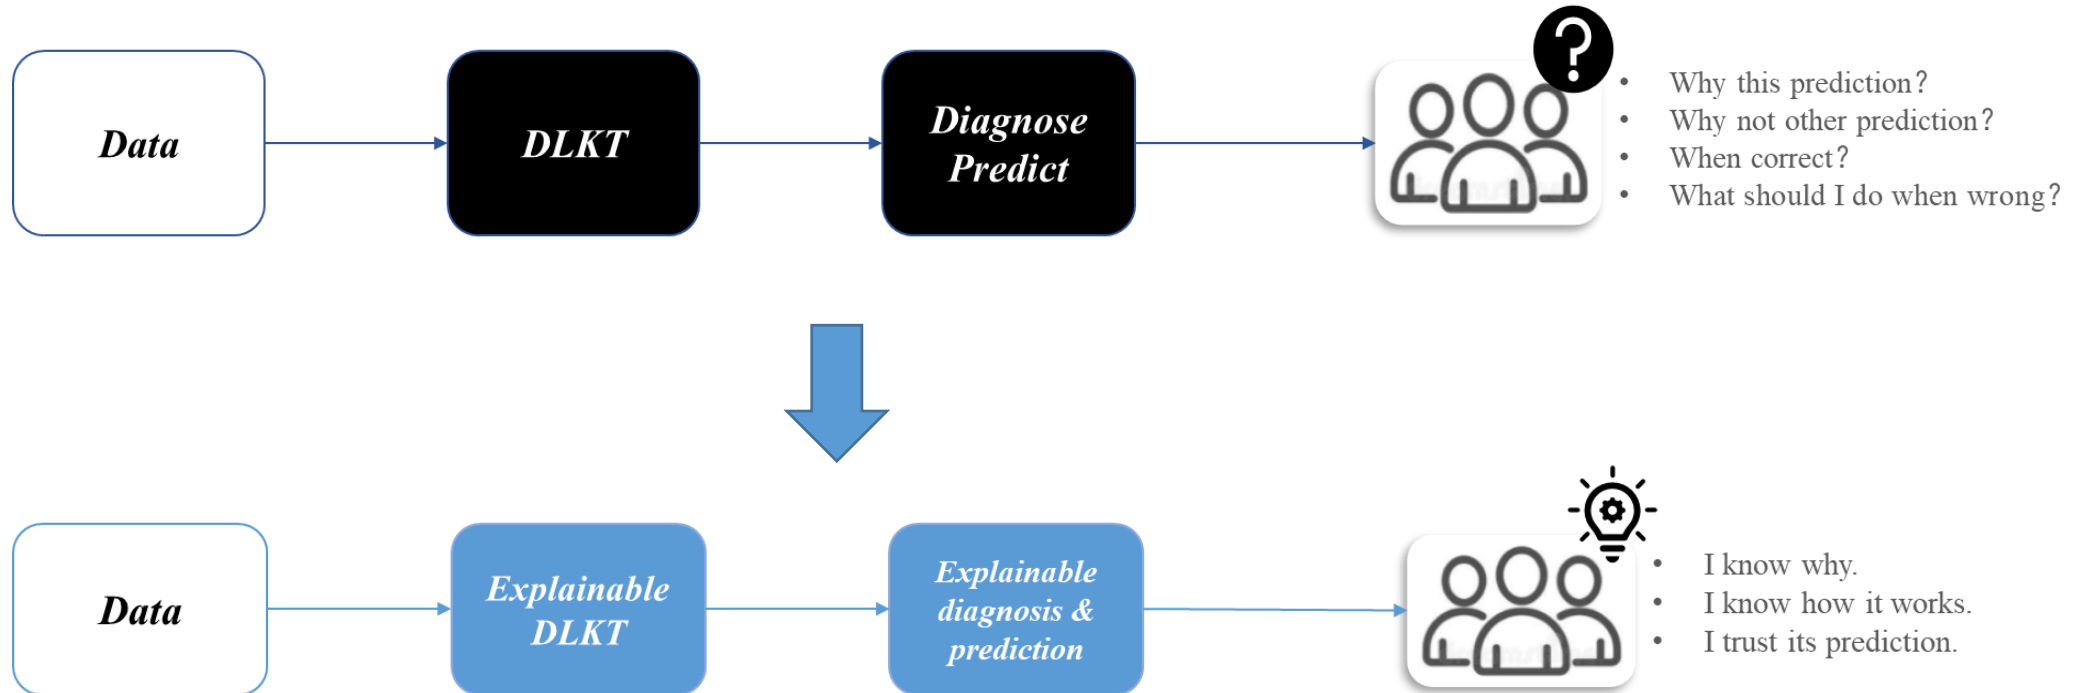 Data
DLKT
Diagnose
Predict
?
• Why this prediction?
• Why not other prediction?
• When correct?
• What should I do when wrong?
Data
Explainable
DLKT
Explainable
diagnosis &
prediction
• I know why.
• I know how it works.
• I trust its prediction.